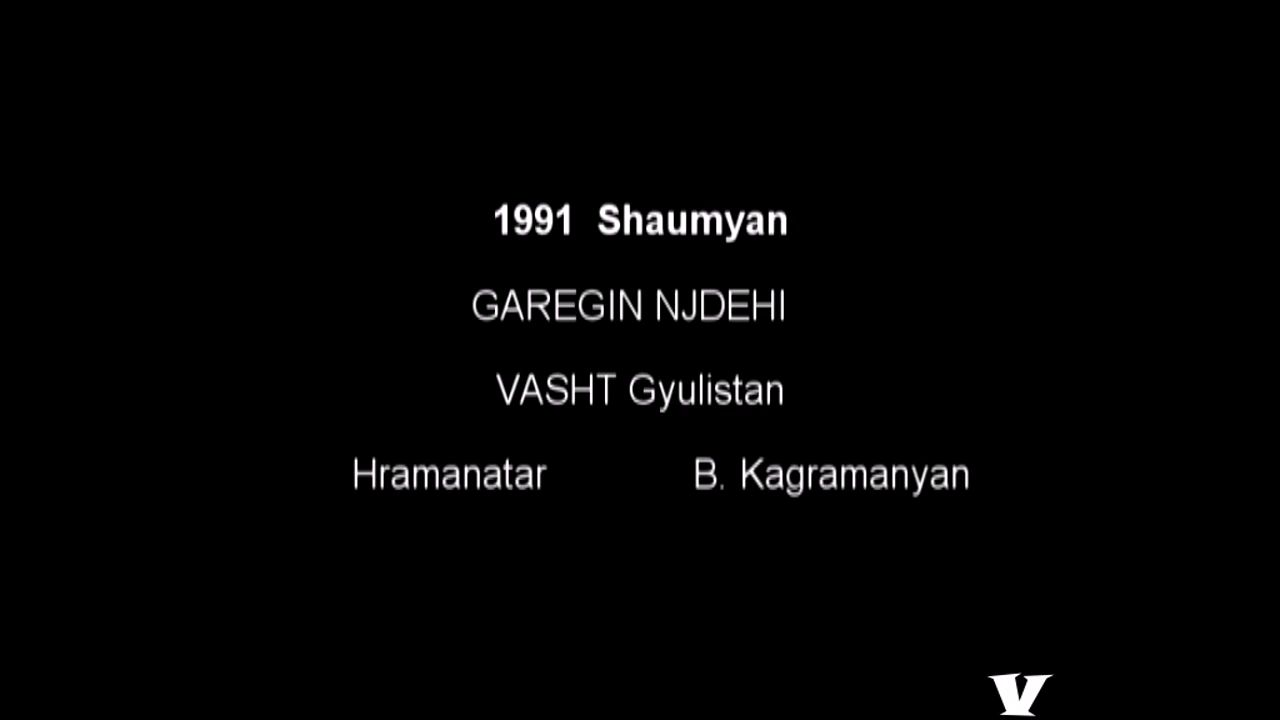 1991 Shaumyan
GAREGIN NJDEHI
VASHT Gyulistan
Hramanatar B. Kagramanyan
V